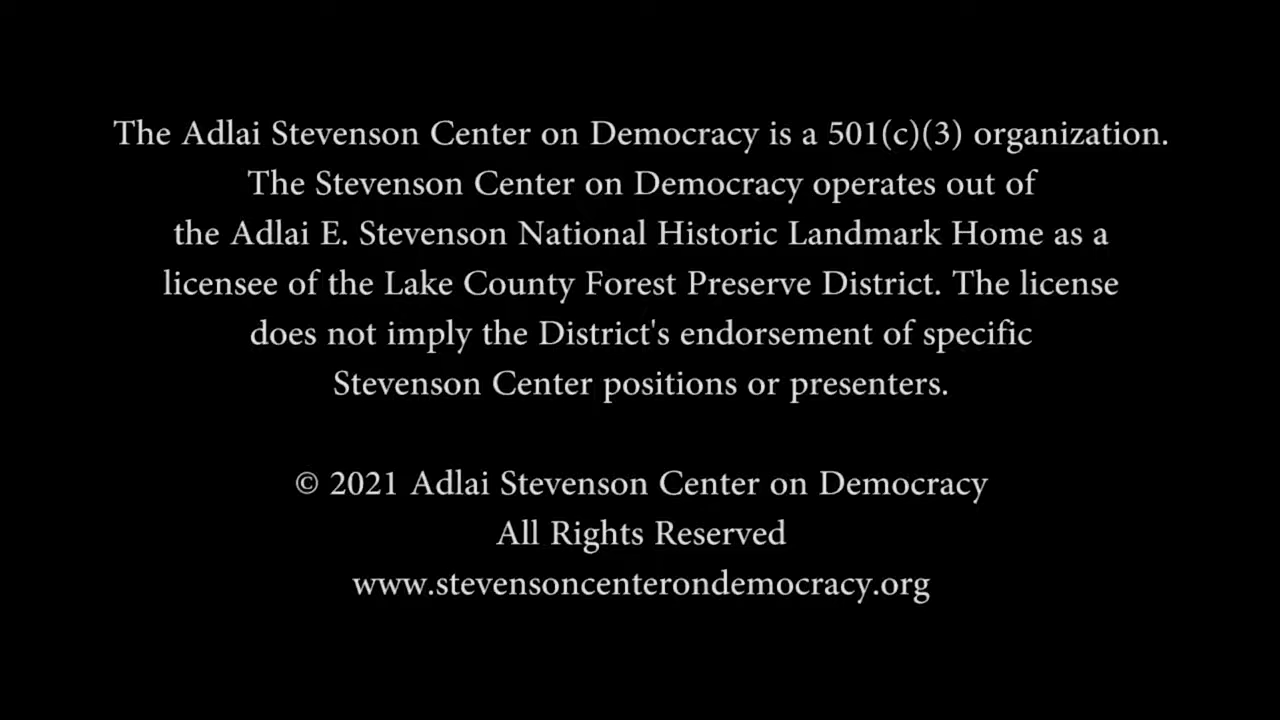 The Adlai Stevenson Center on Democracy is a 501(c)(3) organization.
The Stevenson Center on Democracy operates out of
the Adlai E. Stevenson National Historic Landmark Home as a
licensee of the Lake County Forest Preserve District. The license
does not imply the District's endorsement of specific
Stevenson Center positions or presenters.
© 2021 Adlai Stevenson Center on Democracy
All Rights Reserved
www.stevensoncenterondemocracy.org